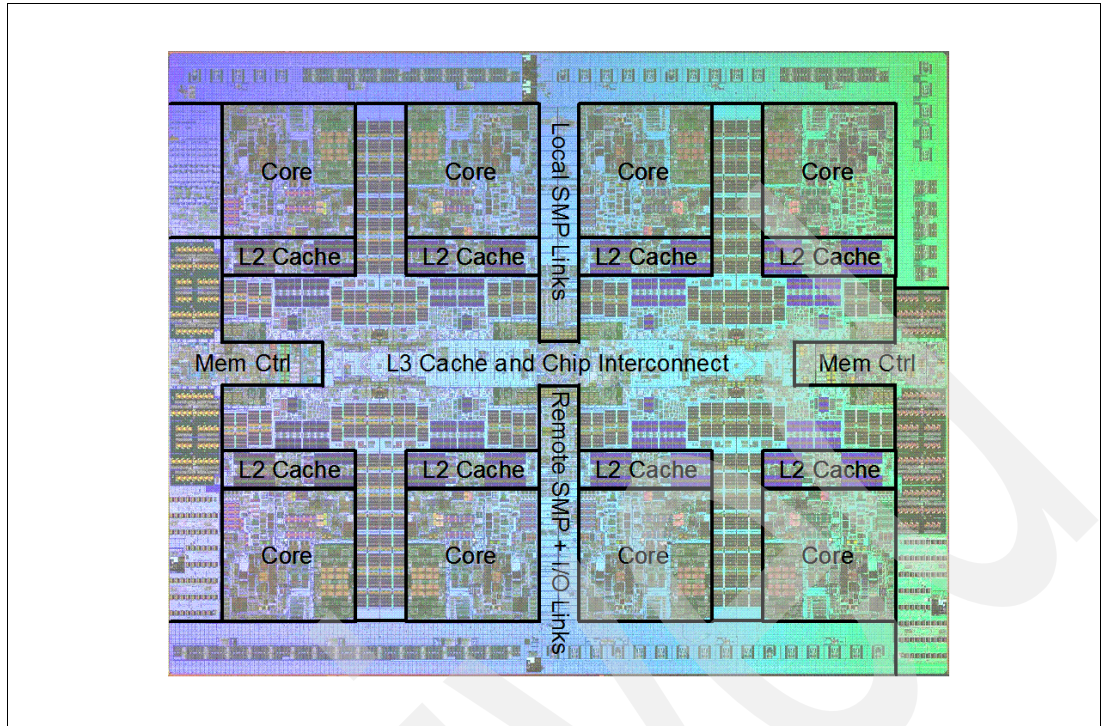 Core
Core
Core
Core
Local SMP Links
L2 Cache
L2 Cache
L2 Cache
L2 Cache
Mem Ctrl
L3 Cache and Chip Interconnect
Mem Ctrl
Remote SMP + I/O Links
L2 Cache
L2 Cache
L2 Cache
L2 Cache
Core
Core
Core
Core